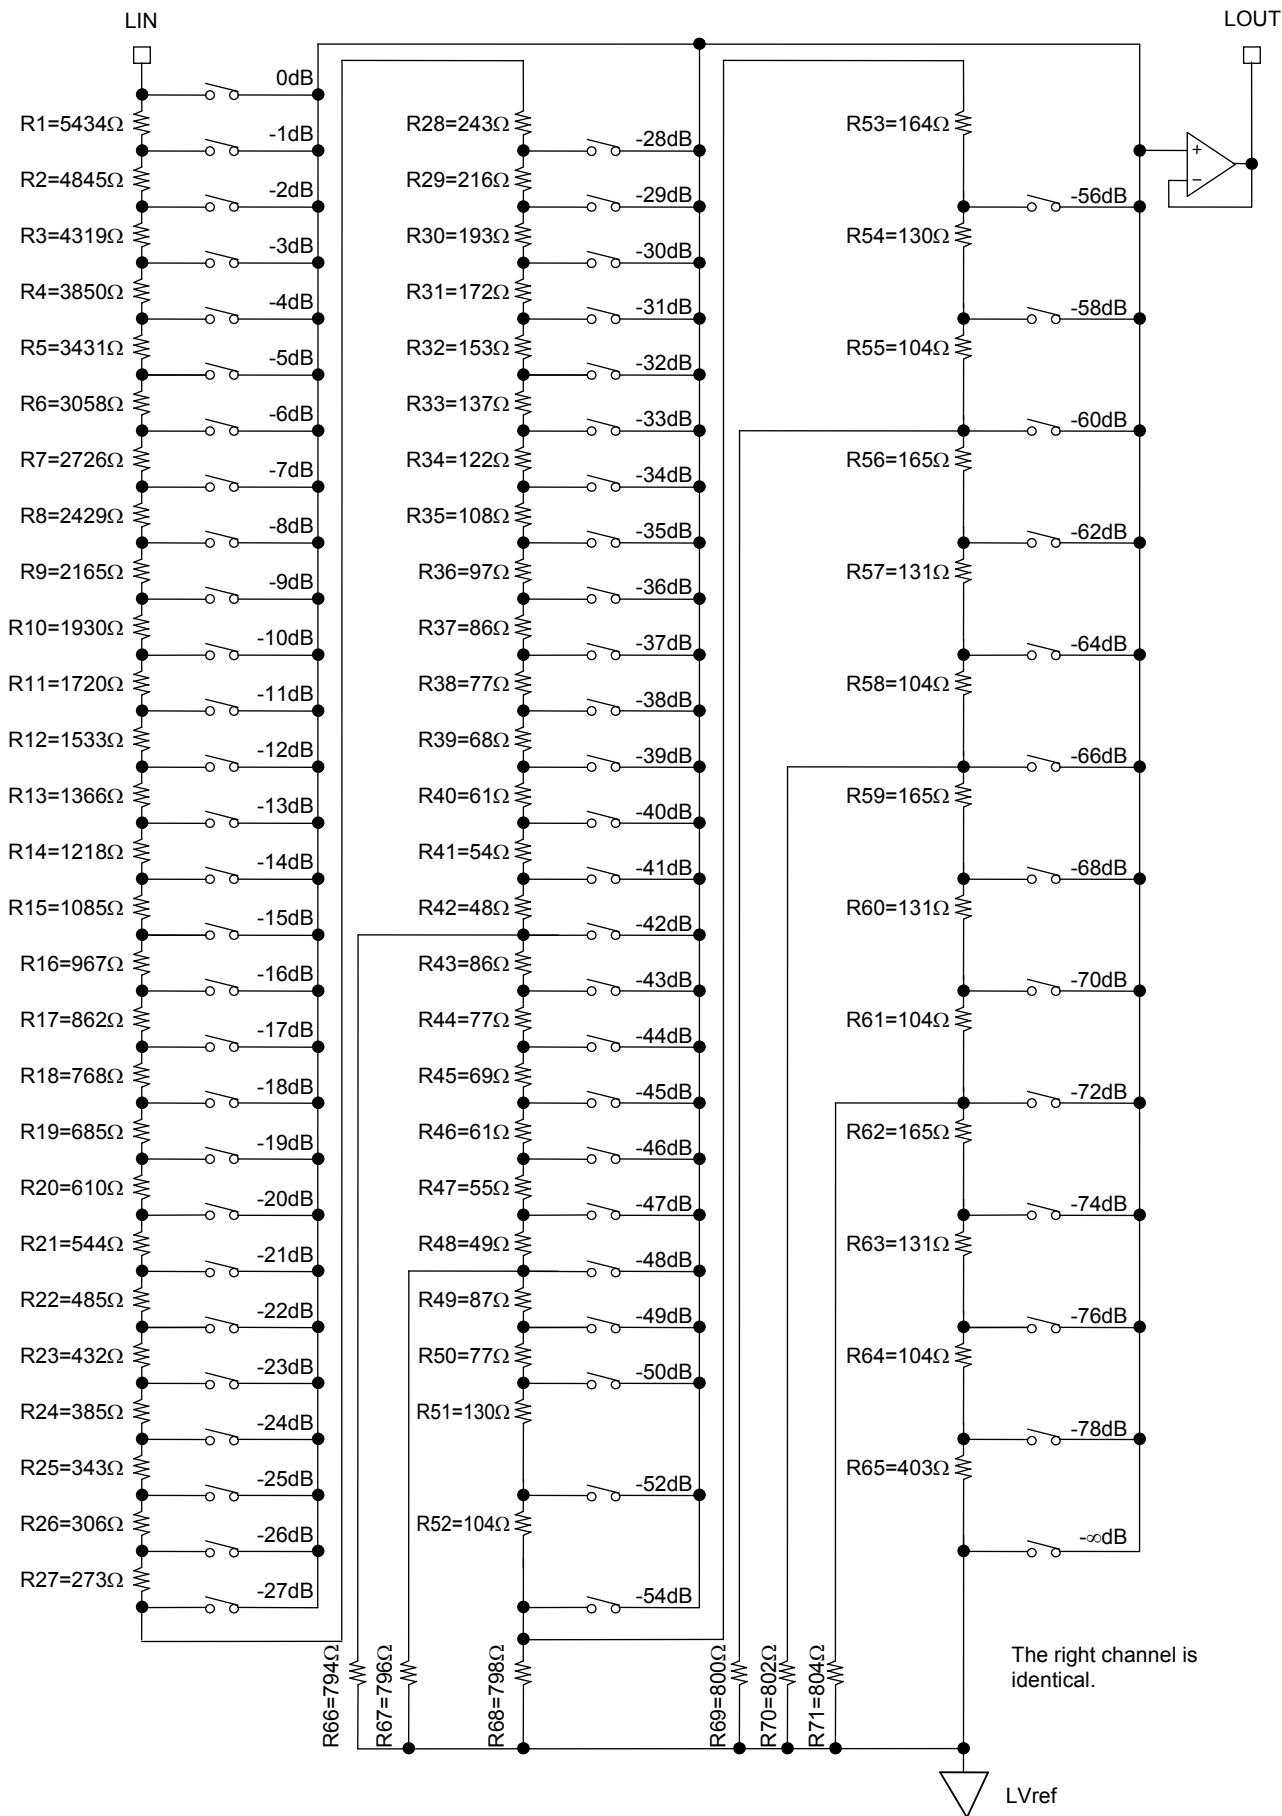 LIN
LOUT
0dB
R1=5434Ω
-1dB
R2=4845Ω
-2dB
R3=4319Ω
-3dB
R4=3850Ω
-4dB
R5=3431Ω
-5dB
R6=3058Ω
-6dB
R7=2726Ω
-7dB
R8=2429Ω
-8dB
R9=2165Ω
-9dB
R10=1930Ω
-10dB
R11=1720Ω
-11dB
R12=1533Ω
-12dB
R13=1366Ω
-13dB
R14=1218Ω
-14dB
R15=1085Ω
-15dB
R16=967Ω
-16dB
R17=862Ω
-17dB
R18=768Ω
-18dB
R19=685Ω
-19dB
R20=610Ω
-20dB
R21=544Ω
-21dB
R22=485Ω
-22dB
R23=432Ω
-23dB
R24=385Ω
-24dB
R25=343Ω
-25dB
R26=306Ω
-26dB
R27=273Ω
-27dB
R28=243Ω
-28dB
R29=216Ω
-29dB
R30=193Ω
-30dB
R31=172Ω
-31dB
R32=153Ω
-32dB
R33=137Ω
-33dB
R34=122Ω
-34dB
R35=108Ω
-35dB
R36=97Ω
-36dB
R37=86Ω
-37dB
R38=77Ω
-38dB
R39=68Ω
-39dB
R40=61Ω
-40dB
R41=54Ω
-41dB
R42=48Ω
-42dB
R43=86Ω
-43dB
R44=77Ω
-44dB
R45=69Ω
-45dB
R46=61Ω
-46dB
R47=55Ω
-47dB
R48=49Ω
-48dB
R49=87Ω
-49dB
R50=77Ω
-50dB
R51=130Ω
-52dB
R52=104Ω
-54dB
R53=164Ω
-56dB
R54=130Ω
-58dB
R55=104Ω
-60dB
R56=165Ω
-62dB
R57=131Ω
-64dB
R58=104Ω
-66dB
R59=165Ω
-68dB
R60=131Ω
-70dB
R61=104Ω
-72dB
R62=165Ω
-74dB
R63=131Ω
-76dB
R64=104Ω
-78dB
R65=403Ω
-∞dB
+
−
R66=794Ω
R67=796Ω
R68=798Ω
R69=800Ω
R70=802Ω
R71=804Ω
The right channel is
identical.
LVref